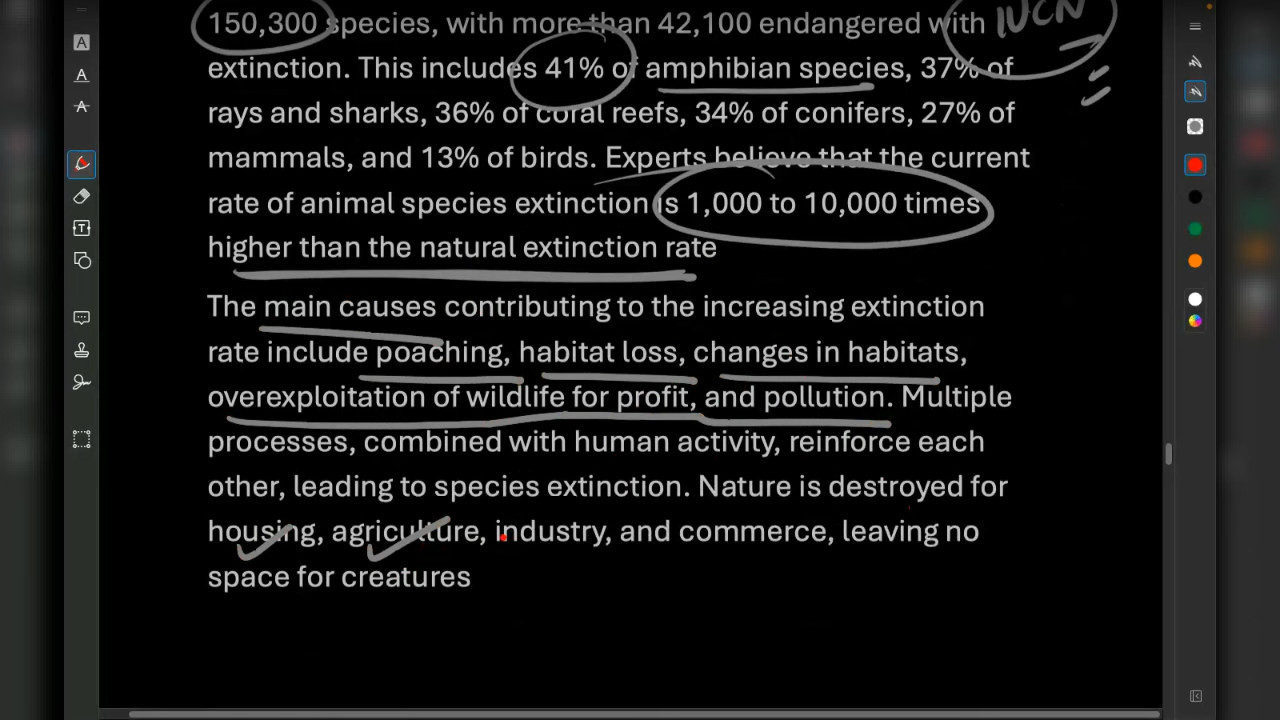 IUCN
150,300 species, with more than 42,100 endangered with
extinction. This includes 41% of amphibian species, 37% of
rays and sharks, 36% of coral reefs, 34% of conifers, 27% of
mammals, and 13% of birds. Experts believe that the current
rate of animal species extinction is 1,000 to 10,000 times
higher than the natural extinction rate
The main causes contributing to the increasing extinction
rate include poaching, habitat loss, changes in habitats,
overexploitation of wildlife for profit, and pollution. Multiple
processes, combined with human activity, reinforce each
other, leading to species extinction. Nature is destroyed for
housing, agriculture, industry, and commerce, leaving no
space for creatures